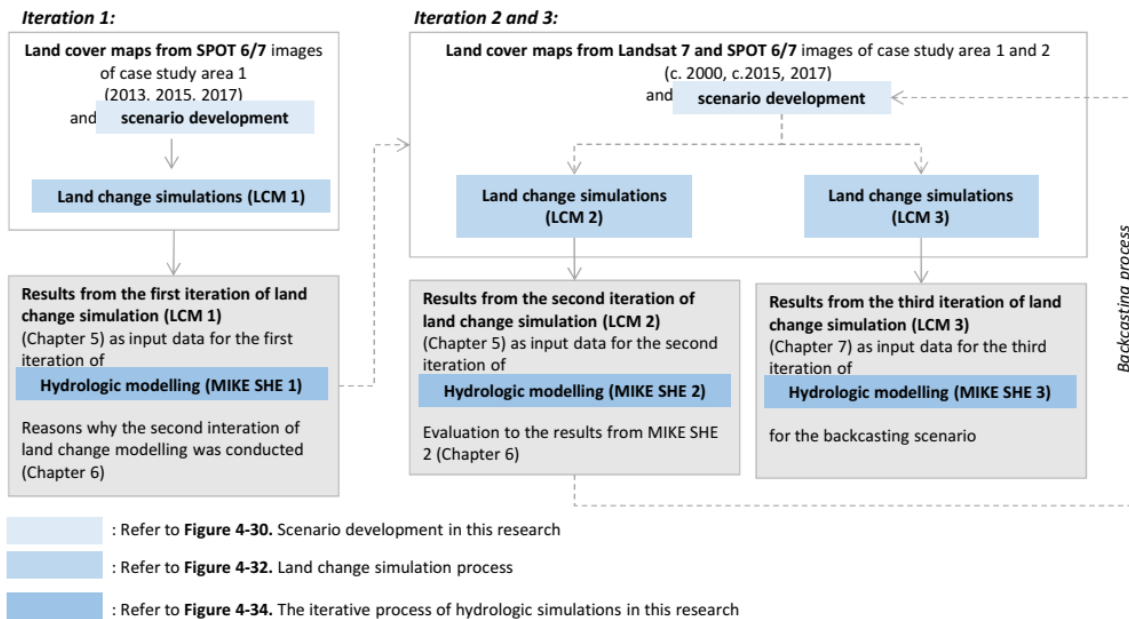 Iteration 1:
Land cover maps from SPOT 6/7 images
of case study area 1
(2013. 2015. 2017)
and scenario development
Land change simulations (LCM 1)
Results from the first iteration of land
change simulation (LCM 1)
(Chapter 5) as input data for the first
iteration of
Hydrologic modelling (MIKE SHE 1)
Reasons why the second interation of
land change modelling was conducted
(Chapter 6)
Iteration 2 and 3:
Land cover maps from Landsat 7 and SPOT 6/7 images of case study area 1 and 2
(c. 2000, c.2015, 2017)
and scenario development
Land change simulations
(LCM 2)
Land change simulations
(LCM 3)
Results from the second iteration of
land change simulation (LCM 2)
(Chapter 5) as input data for the second
iteration of
Hydrologic modelling (MIKE SHE 2)
Evaluation to the results from MIKE SHE
2 (Chapter 6)
Results from the third iteration of land
change simulation (LCM 3)
(Chapter 7) as input data for the third
iteration of
Hydrologic modelling (MIKE SHE 3)
for the backcasting scenario
Backcasting process
: Refer to Figure 4-30. Scenario development in this research
: Refer to Figure 4-32. Land change simulation process
: Refer to Figure 4-34. The iterative process of hydrologic simulations in this research